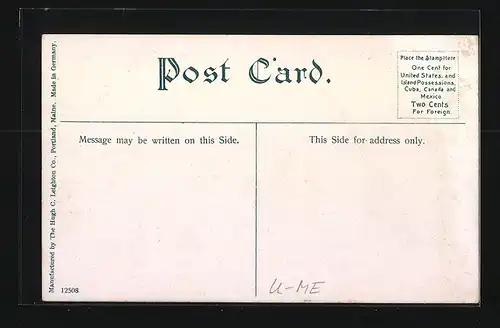 Post Card.
Place the Stamp Here
One Cent for
United States, and
Island Possessions,
Cuba, Canada and
Mexico
Two Cents
For Foreign.
Message may be written on this Side.
This Side for address only.
Manufactured by The Hugh C. Leighton Co., Portland, Maine. Made in Germany.
12508
U-ME